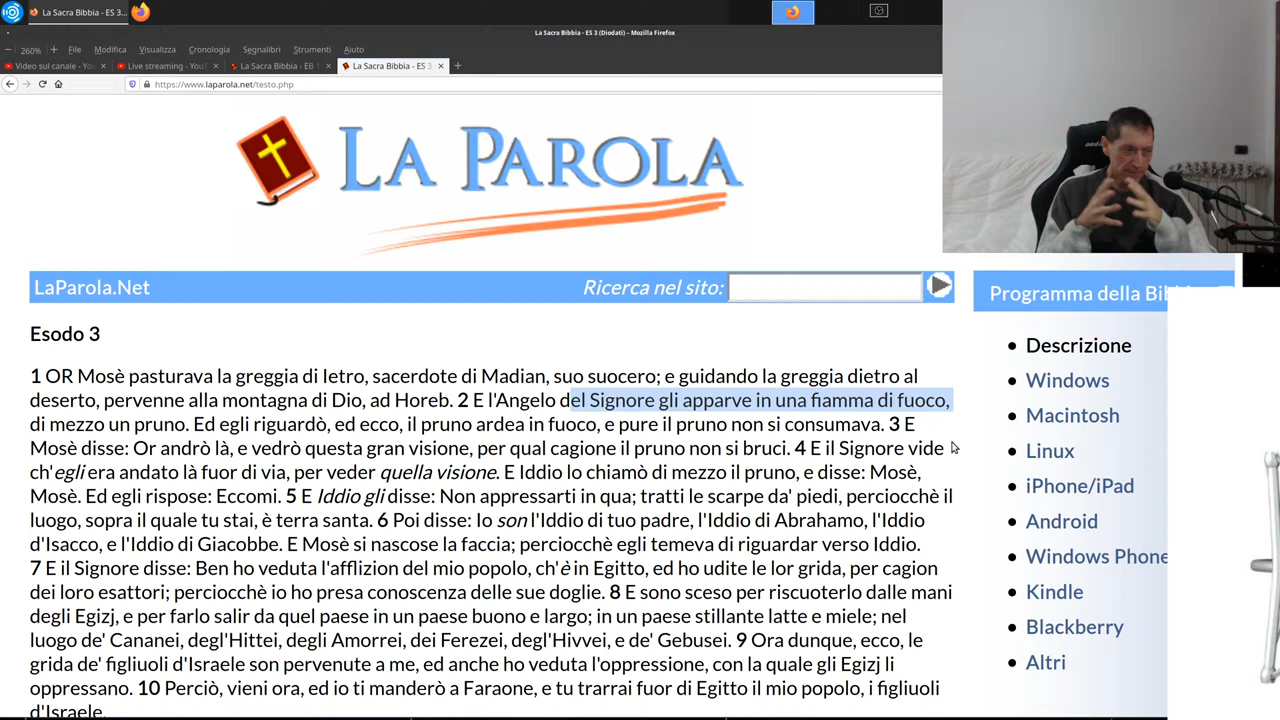 La Sacra Bibbia - ES 3...
La Sacra Bibbia - ES 3 (Diodati) – Mozilla Firefox
260%
File Modifica Visualizza Cronologia Segnalibri Strumenti Aiuto
Video sul canale - You
Live streaming - YouTu
La Sacra Bibbia - EB 1
La Sacra Bibbia - ES 3
https://www.laparola.net/testo.php
LA PAROLA
LaParola.Net
Ricerca nel sito:
Esodo 3
1 OR Mosè pasturava la greggia di Ietro, sacerdote di Madian, suo suocero; e guidando la greggia dietro al
deserto, pervenne alla montagna di Dio, ad Horeb. 2 E l'Angelo del Signore gli apparve in una fiamma di fuoco,
di mezzo un pruno. Ed egli riguardò, ed ecco, il pruno ardea in fuoco, e pure il pruno non si consumava. 3 E
Mosè disse: Or andrò là, e vedrò questa gran visione, per qual cagione il pruno non si bruci. 4 E il Signore vide
ch'egli era andato là fuor di via, per veder quella visione. E Iddio lo chiamò di mezzo il pruno, e disse: Mosè,
Mosè. Ed egli rispose: Eccomi. 5 E Iddio gli disse: Non appressarti in qua; tratti le scarpe da' piedi, perciocchè il
luogo, sopra il quale tu stai, è terra santa. 6 Poi disse: Io son l'Iddio di tuo padre, l'Iddio di Abrahamo, l'Iddio
d'Isacco, e l'Iddio di Giacobbe. E Mosè si nascose la faccia; perciocchè egli temeva di riguardar verso Iddio.
7 E il Signore disse: Ben ho veduta l'afflizion del mio popolo, ch'è in Egitto, ed ho udite le lor grida, per cagion
dei loro esattori; perciocchè io ho presa conoscenza delle sue doglie. 8 E sono sceso per riscuoterlo dalle mani
degli Egizj, e per farlo salir da quel paese in un paese buono e largo; in un paese stillante latte e miele; nel
luogo de' Cananei, degl'Hittei, degli Amorrei, dei Ferezei, degl'Hivvei, e de' Gebusei. 9 Ora dunque, ecco, le
grida de' figliuoli d'Israele son pervenute a me, ed anche ho veduta l'oppressione, con la quale gli Egizj li
oppressano. 10 Perciò, vieni ora, ed io ti manderò a Faraone, e tu trarrai fuor di Egitto il mio popolo, i figliuoli
d'Israele.
Programma della Bib
Descrizione
Windows
Macintosh
Linux
iPhone/iPad
Android
Windows Phone
Kindle
Blackberry
Altri